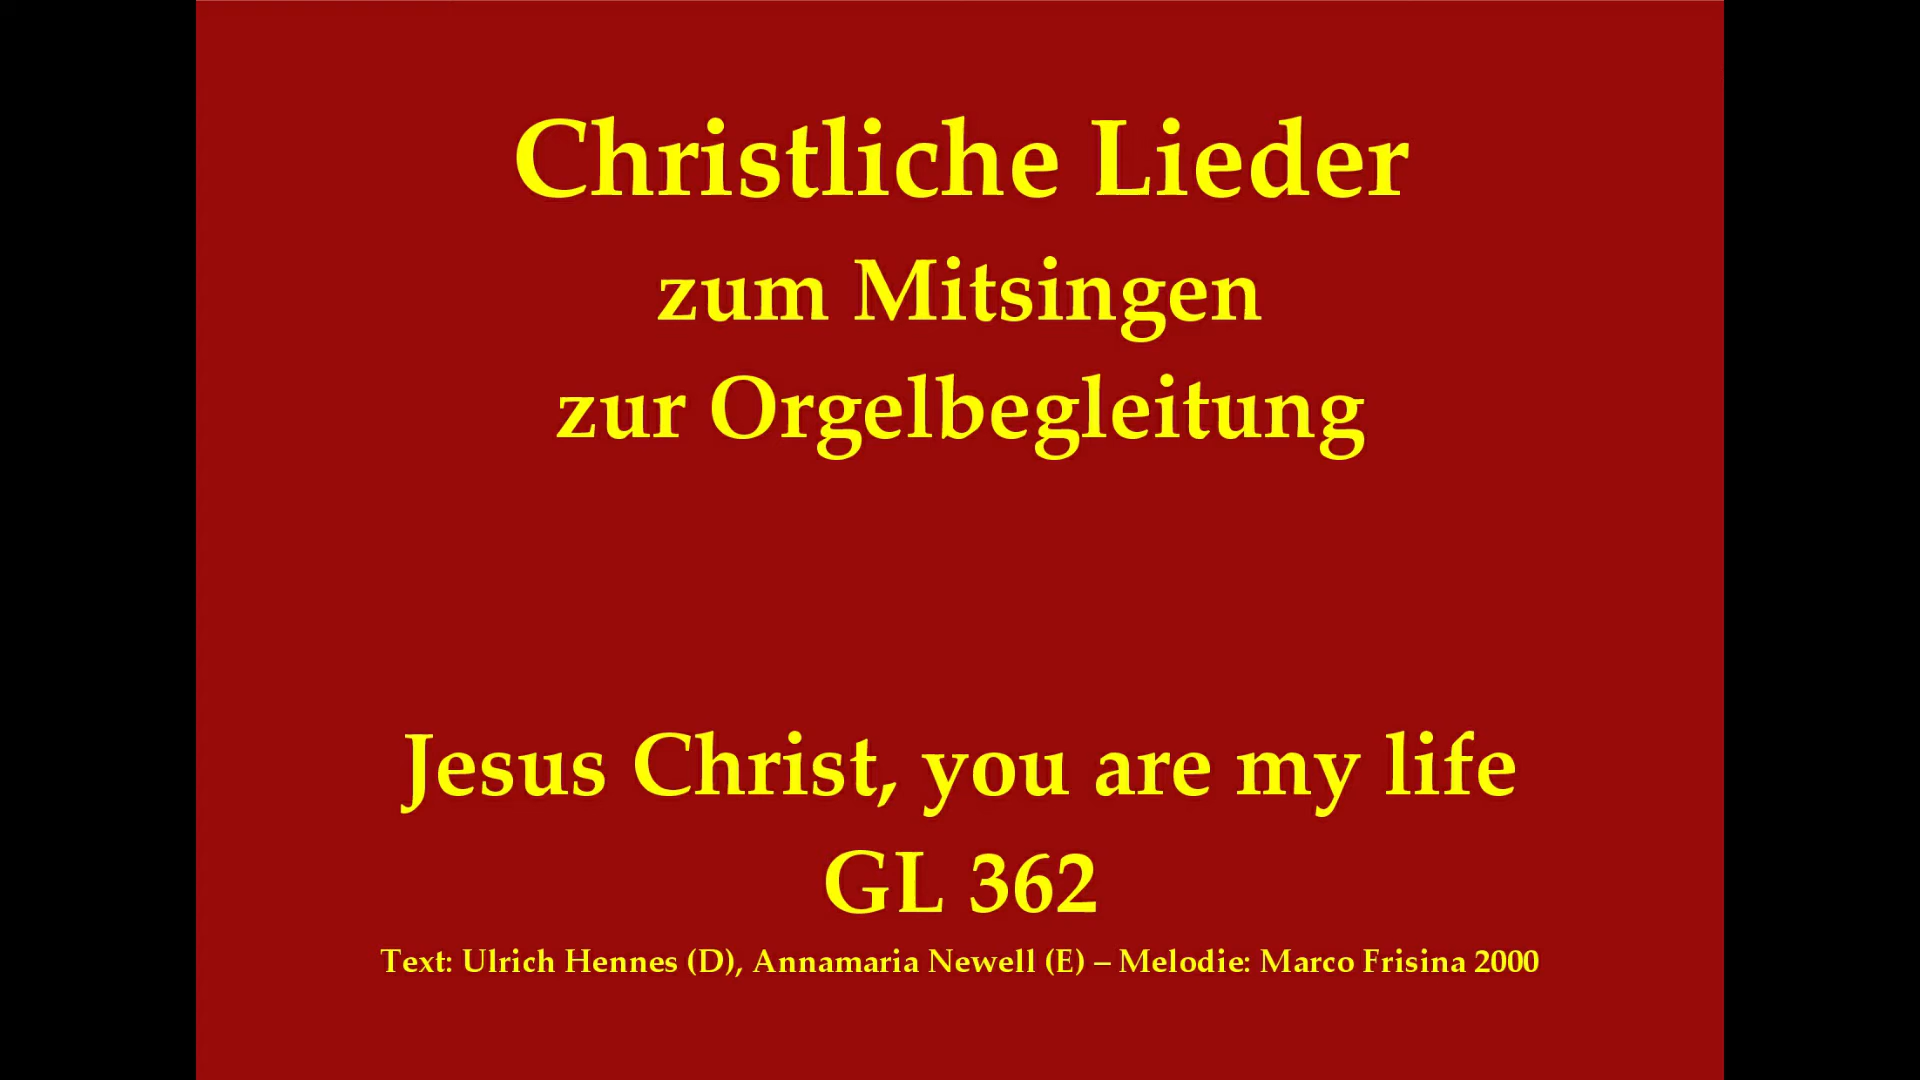 Christliche Lieder
zum Mitsingen
zur Orgelbegleitung
Jesus Christ, you are my life
GL 362
Text: Ulrich Hennes (D), Annamaria Newell (E) – Melodie: Marco Frisina 2000